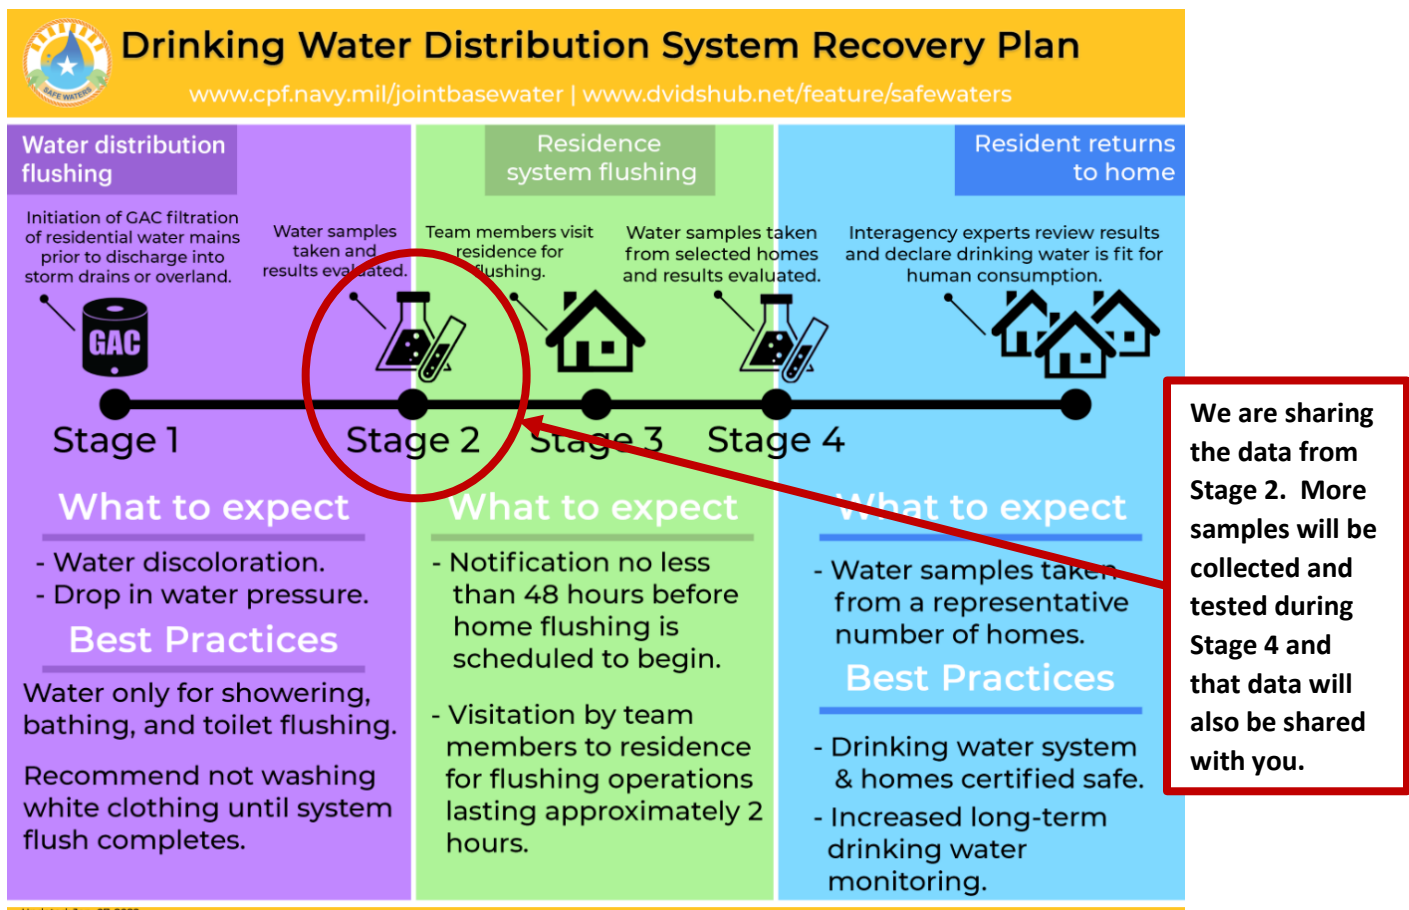 Drinking Water Distribution System Recovery Plan
www.cpf.navy.mil/jointbasewater | www.dvidshub.net/feature/safewaters
SAFE WATERS
Water distribution
flushing
Initiation of GAC filtration
of residential water mains
prior to discharge into
storm drains or overland.
GAC
Water samples
taken and
results evaluated.
Residence
system flushing
Team members visit
residence for
flushing.
Water samples taken
from selected homes
and results evaluated.
Resident returns
to home
Interagency experts review results
and declare drinking water is fit for
human consumption.
Stage 1
Stage 2
Stage 3
Stage 4
What to expect
- Water discoloration.
- Drop in water pressure.
Best Practices
Water only for showering,
bathing, and toilet flushing.
Recommend not washing
white clothing until system
flush completes.
What to expect
- Notification no less
than 48 hours before
home flushing is
scheduled to begin.
- Visitation by team
members to residence
for flushing operations
lasting approximately 2
hours.
What to expect
- Water samples taken
from a representative
number of homes.
Best Practices
- Drinking water system
& homes certified safe.
- Increased long-term
drinking water
monitoring.
We are sharing
the data from
Stage 2.  More
samples will be
collected and
tested during
Stage 4 and
that data will
also be shared
with you.